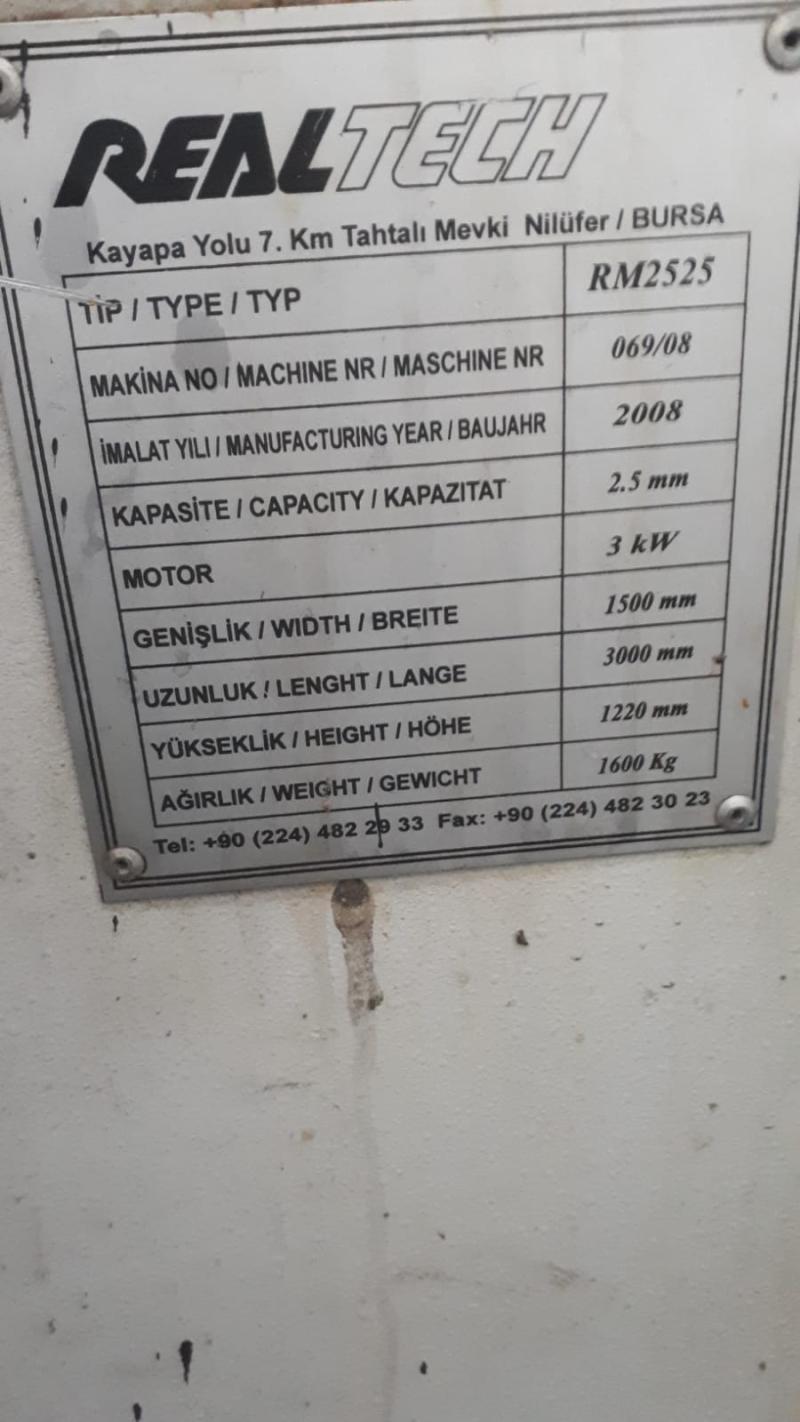 REALTECH
Kayapa Yolu 7. Km Tahtalı Mevki Nilüfer / BURSA
TİP / TYPE / TYP RM2525
MAKİNA NO / MACHINE NR / MASCHINE NR 069/08
İMALAT YILI / MANUFACTURING YEAR / BAUJAHR 2008
KAPASİTE / CAPACITY / KAPAZITAT 2.5 mm
MOTOR 3 kW
GENİŞLİK / WIDTH / BREITE 1500 mm
UZUNLUK / LENGHT / LANGE 3000 mm
YÜKSEKLİK / HEIGHT / HÖHE 1220 mm
AĞIRLIK / WEIGHT / GEWICHT 1600 Kg
Tel: +90 (224) 482 29 33 Fax: +90 (224) 482 30 23